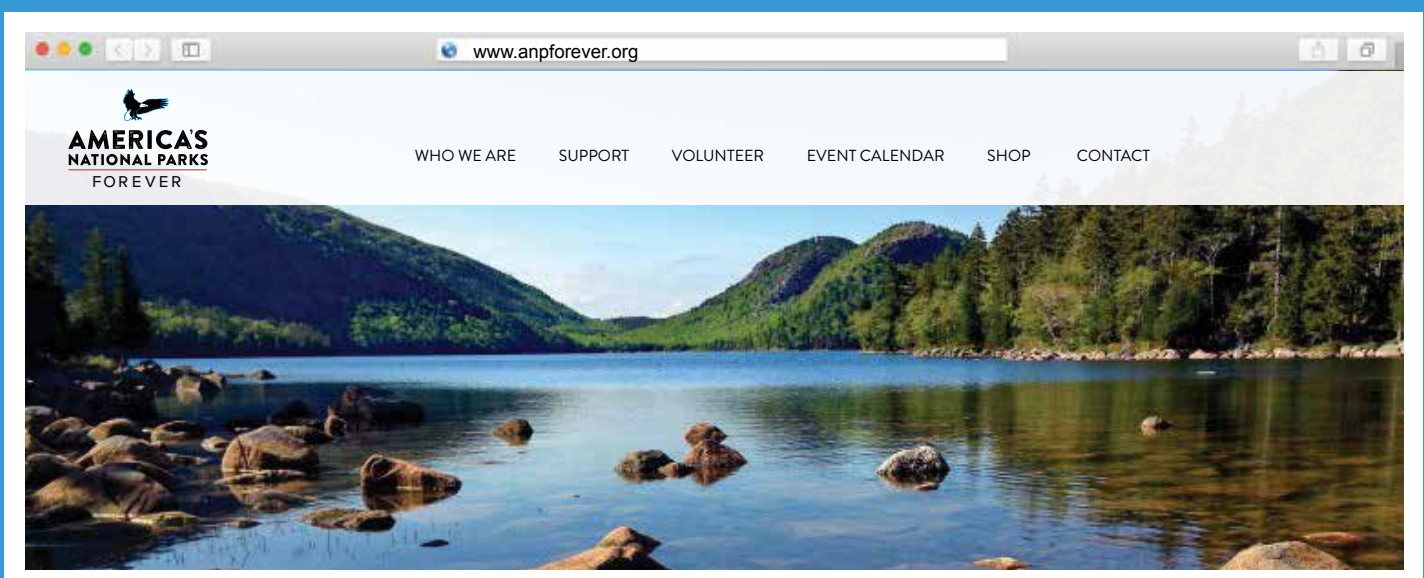 www.anpforever.org
AMERICA'S
NATIONAL PARKS
FOREVER
WHO WE ARE SUPPORT VOLUNTEER EVENT CALENDAR SHOP CONTACT